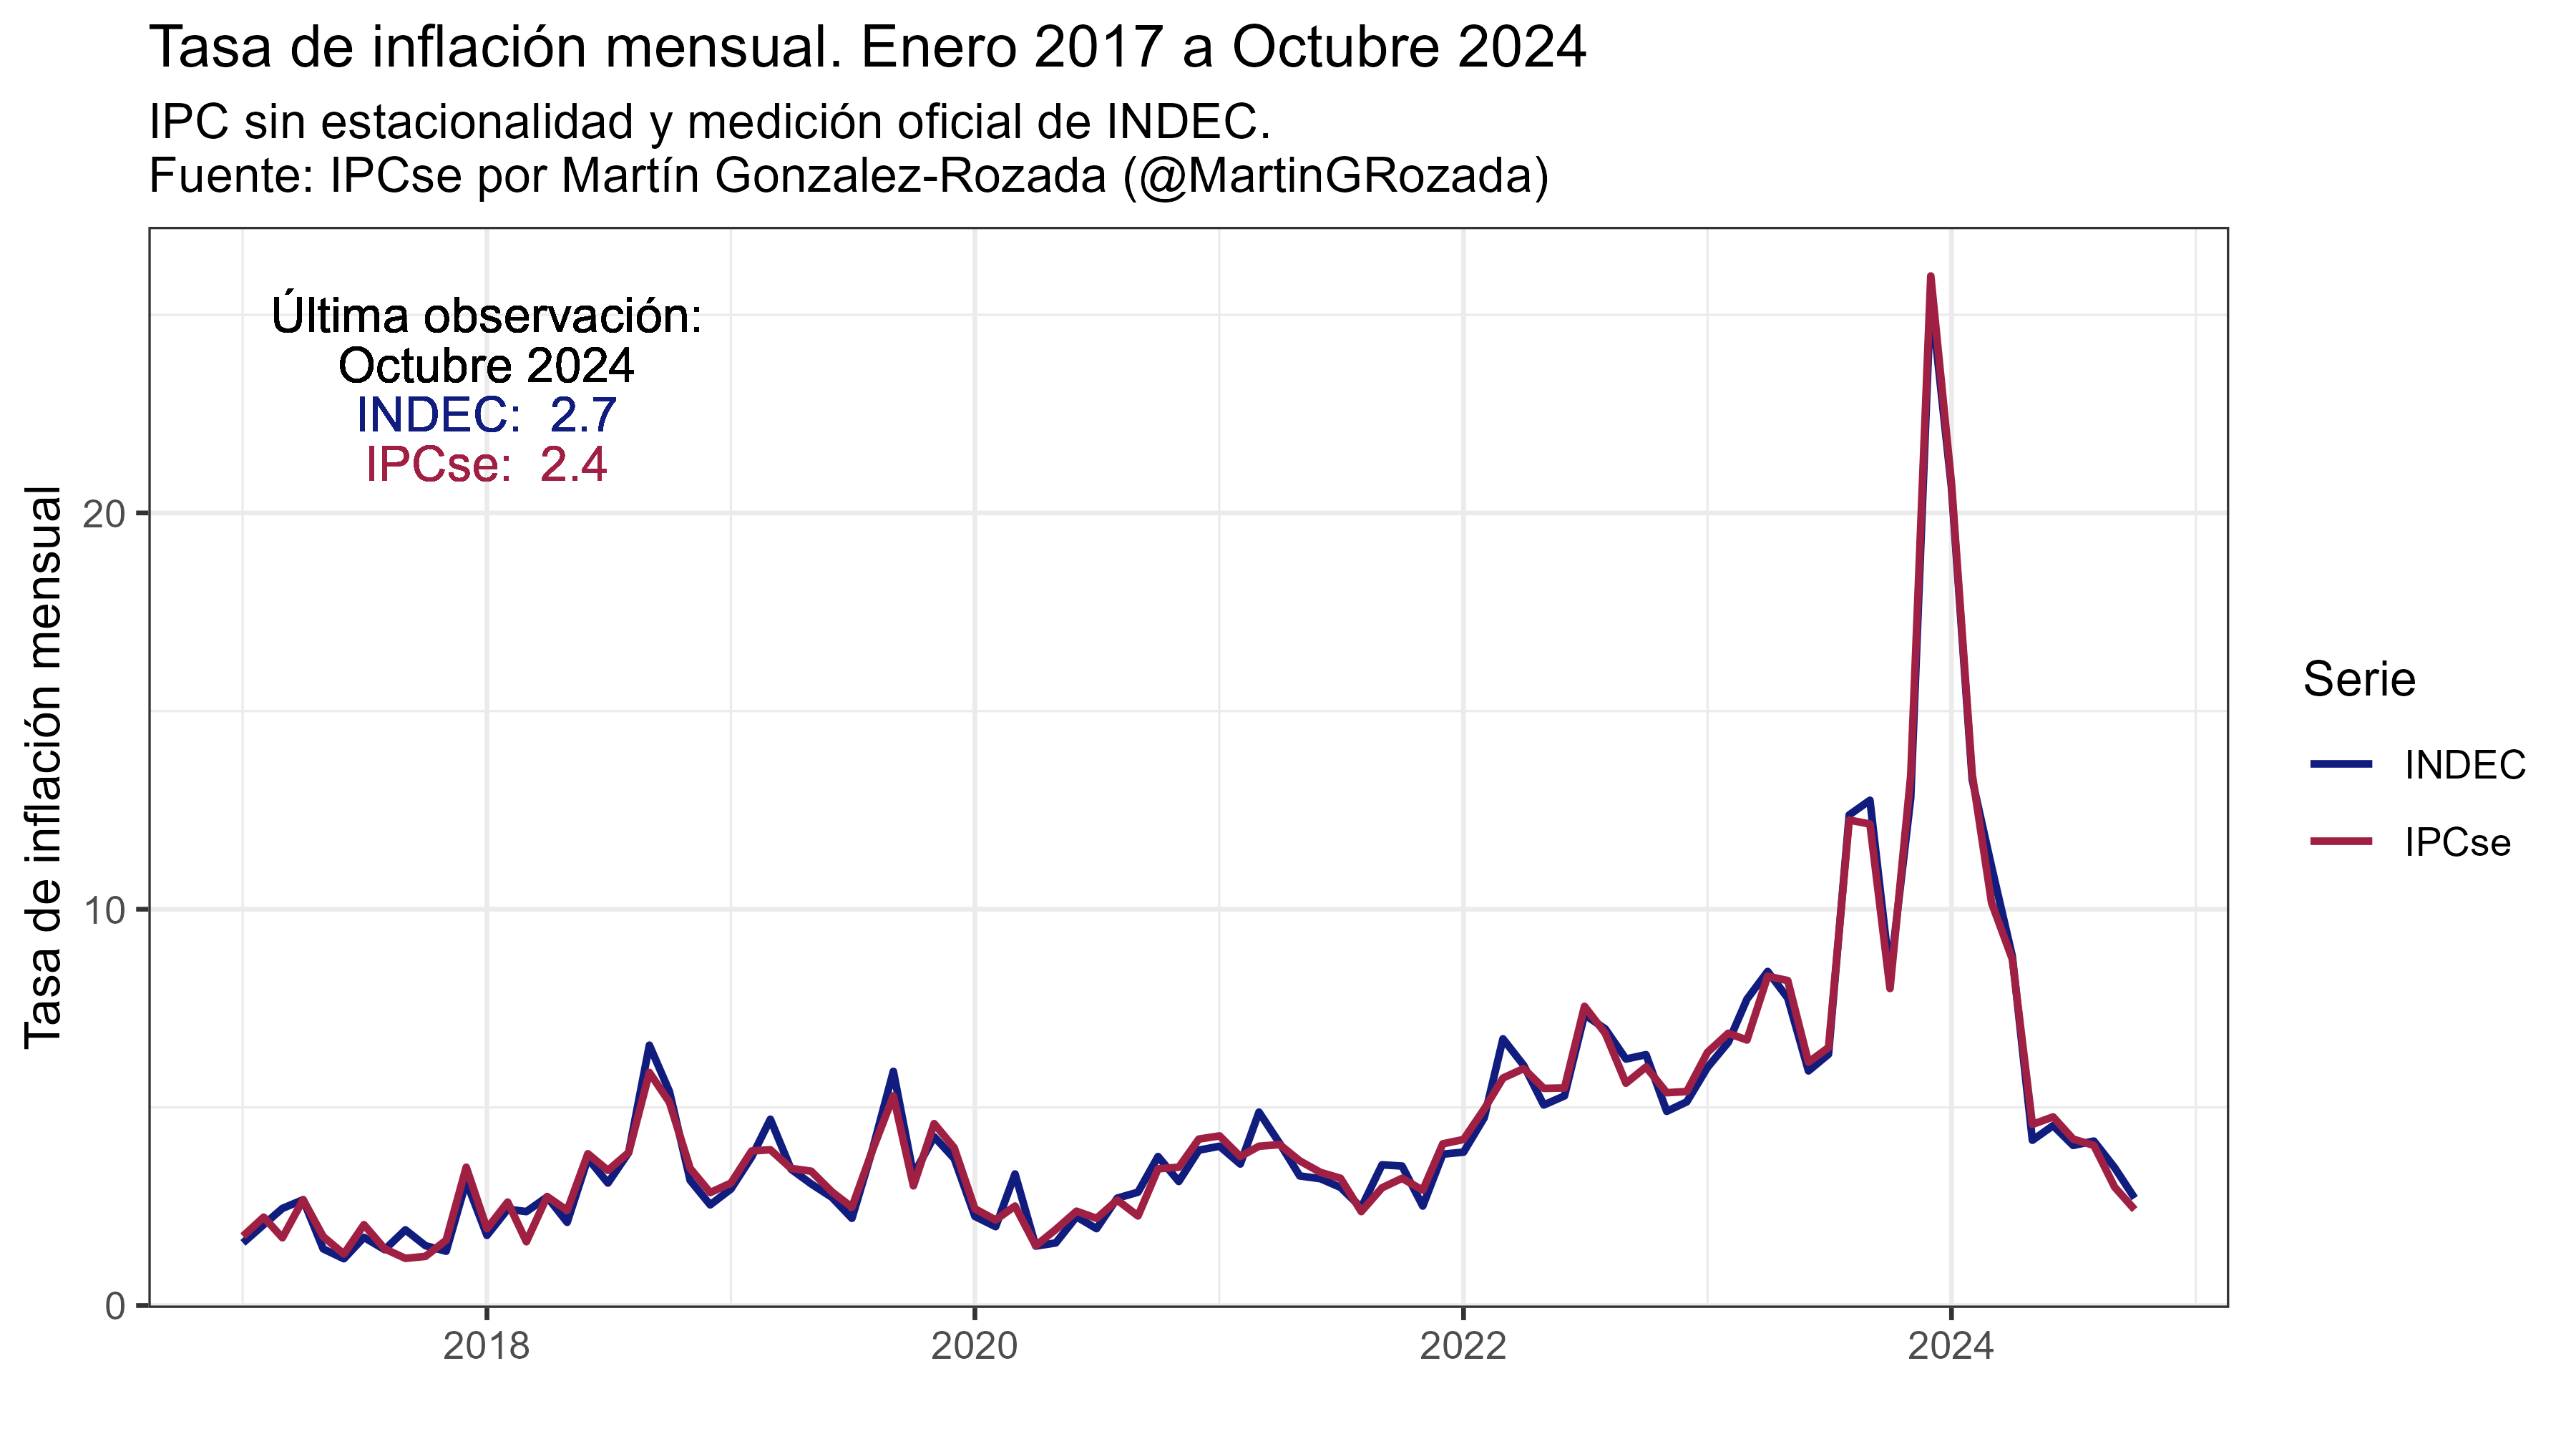 Tasa de inflación mensual. Enero 2017 a Octubre 2024
IPC sin estacionalidad y medición oficial de INDEC.
Fuente: IPCse por Martín Gonzalez-Rozada (@MartinGRozada)
Última observación:
Octubre 2024
INDEC: 2.7
IPCse: 2.4
Tasa de inflación mensual
20
10
0
2018
2020
2022
2024
Serie
INDEC
IPCse